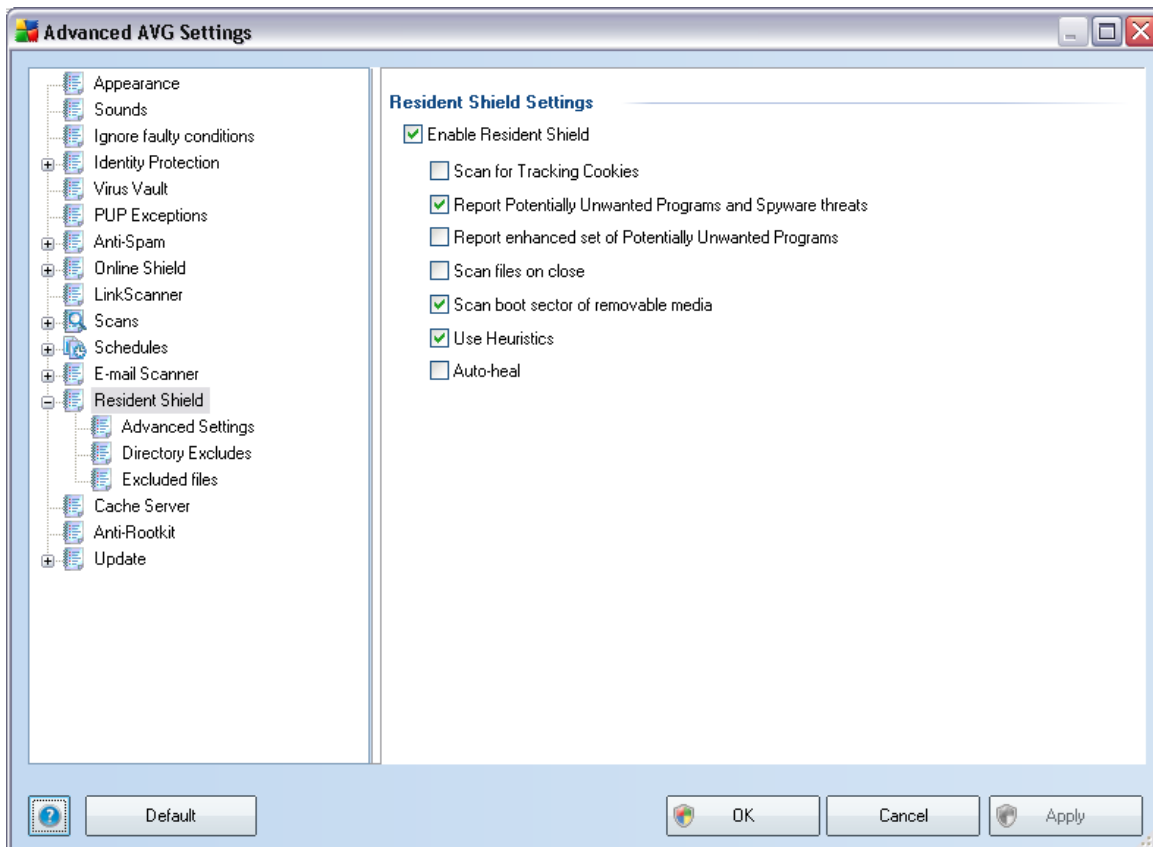 Advanced AVG Settings
Appearance
Sounds
Ignore faulty conditions
Identity Protection
Virus Vault
PUP Exceptions
Anti-Spam
Online Shield
LinkScanner
Scans
Schedules
E-mail Scanner
Resident Shield
Advanced Settings
Directory Excludes
Excluded files
Cache Server
Anti-Rootkit
Update
Resident Shield Settings
Enable Resident Shield
Scan for Tracking Cookies
Report Potentially Unwanted Programs and Spyware threats
Report enhanced set of Potentially Unwanted Programs
Scan files on close
Scan boot sector of removable media
Use Heuristics
Auto-heal
?
Default
OK
Cancel
Apply